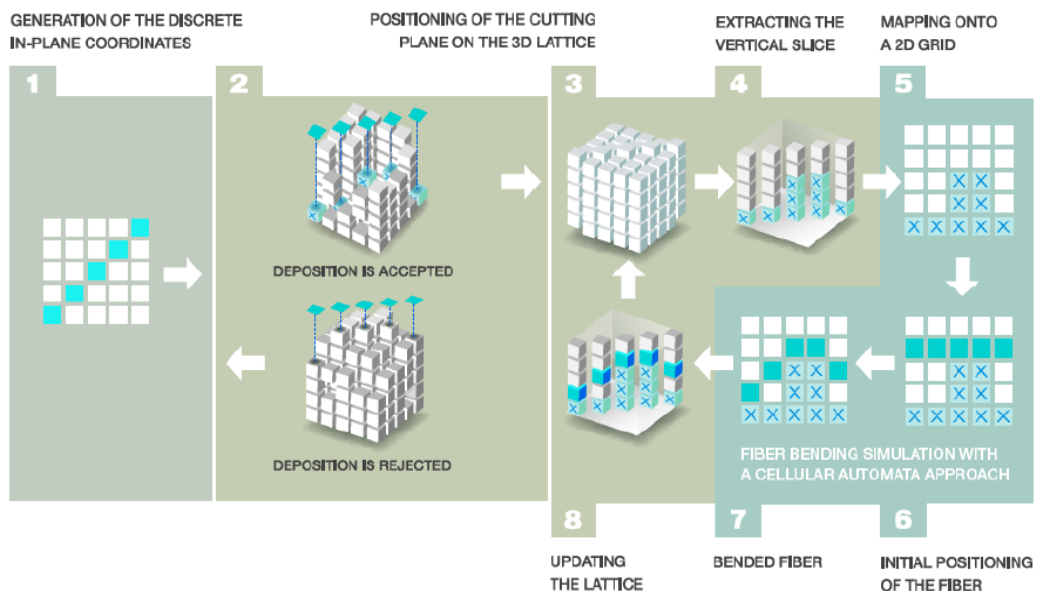 GENERATION OF THE DISCRETE
IN-PLANE COORDINATES
POSITIONING OF THE CUTTING
PLANE ON THE 3D LATTICE
EXTRACTING THE
VERTICAL SLICE
MAPPING ONTO
A 2D GRID
1
2
3
4
5
DEPOSITION IS ACCEPTED
DEPOSITION IS REJECTED
FIBER BENDING SIMULATION WITH
A CELLULAR AUTOMATA APPROACH
8
7
6
UPDATING
THE LATTICE
BENDED FIBER
INITIAL POSITIONING
OF THE FIBER